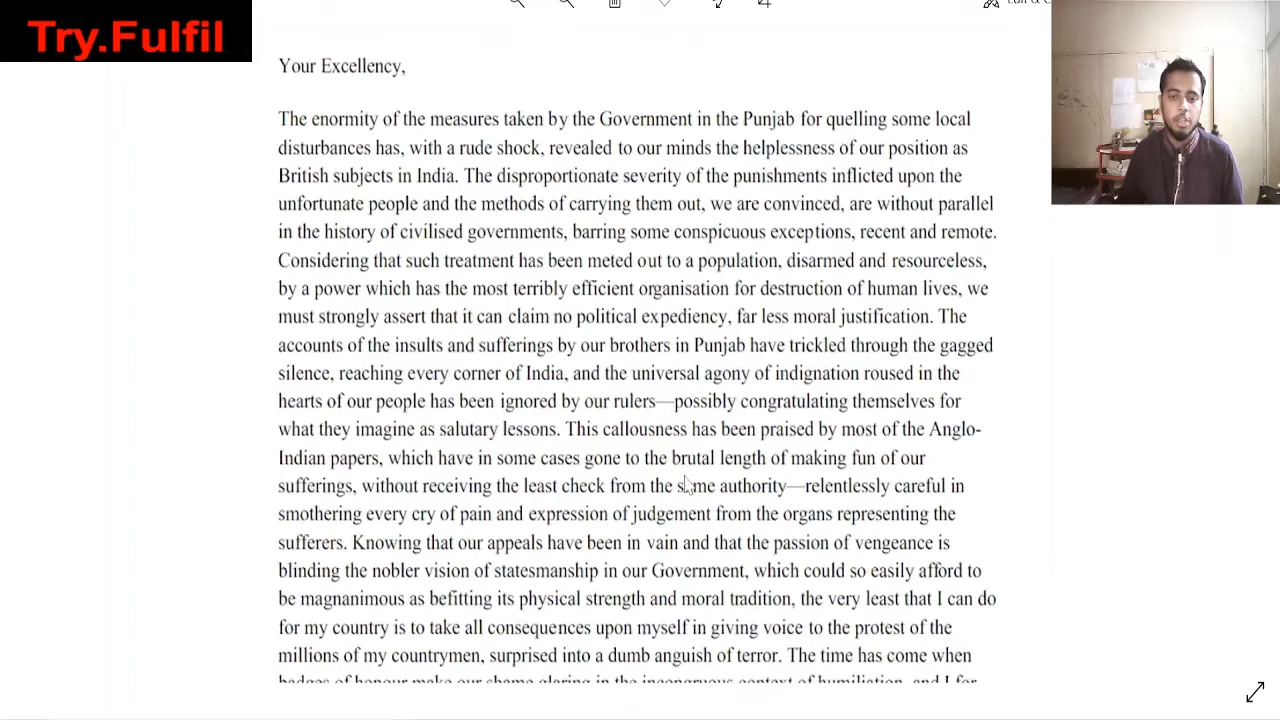 Try.Fulfil
Your Excellency,
The enormity of the measures taken by the Government in the Punjab for quelling some local
disturbances has, with a rude shock, revealed to our minds the helplessness of our position as
British subjects in India. The disproportionate severity of the punishments inflicted upon the
unfortunate people and the methods of carrying them out, we are convinced, are without parallel
in the history of civilised governments, barring some conspicuous exceptions, recent and remote.
Considering that such treatment has been meted out to a population, disarmed and resourceless,
by a power which has the most terribly efficient organisation for destruction of human lives, we
must strongly assert that it can claim no political expediency, far less moral justification. The
accounts of the insults and sufferings by our brothers in Punjab have trickled through the gagged
silence, reaching every corner of India, and the universal agony of indignation roused in the
hearts of our people has been ignored by our rulers—possibly congratulating themselves for
what they imagine as salutary lessons. This callousness has been praised by most of the Anglo-
Indian papers, which have in some cases gone to the brutal length of making fun of our
sufferings, without receiving the least check from the same authority—relentlessly careful in
smothering every cry of pain and expression of judgement from the organs representing the
sufferers. Knowing that our appeals have been in vain and that the passion of vengeance is
blinding the nobler vision of statesmanship in our Government, which could so easily afford to
be magnanimous as befitting its physical strength and moral tradition, the very least that I can do
for my country is to take all consequences upon myself in giving voice to the protest of the
millions of my countrymen, surprised into a dumb anguish of terror. The time has come when
badges of honour make our shame glaring in the incongruous context of humiliation, and I for